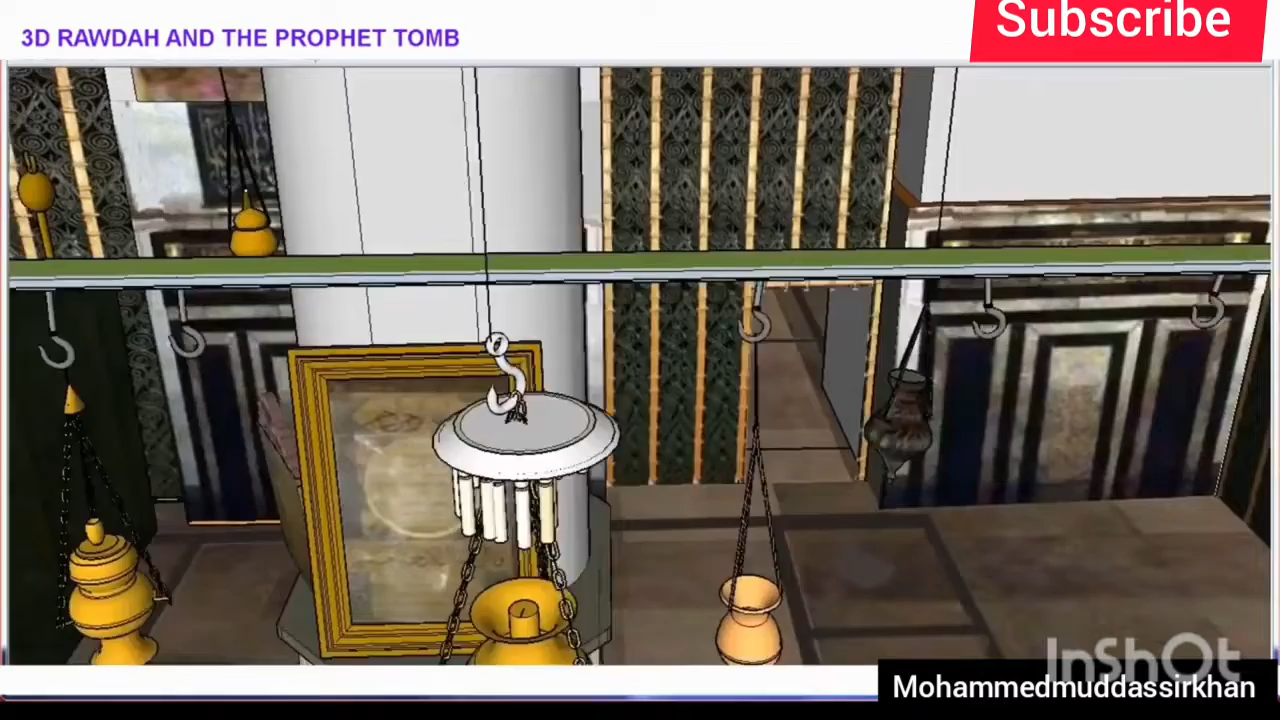 Subscribe
3D RAWDAH AND THE PROPHET TOMB
InShOt
Mohammedmuddassirkhan